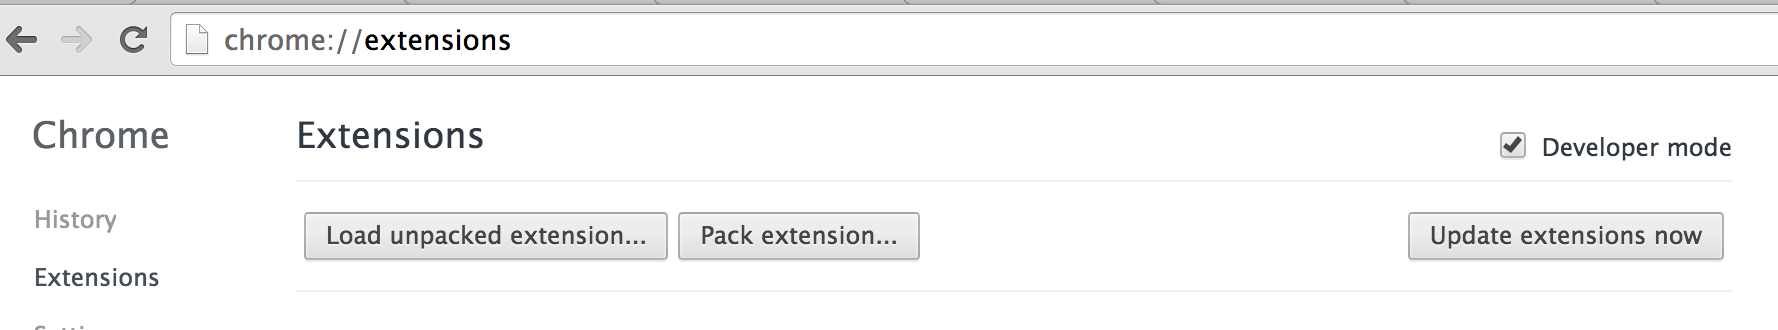 chrome://extensions
Chrome
Extensions
Developer mode
History
Load unpacked extension...
Pack extension...
Update extensions now
Extensions